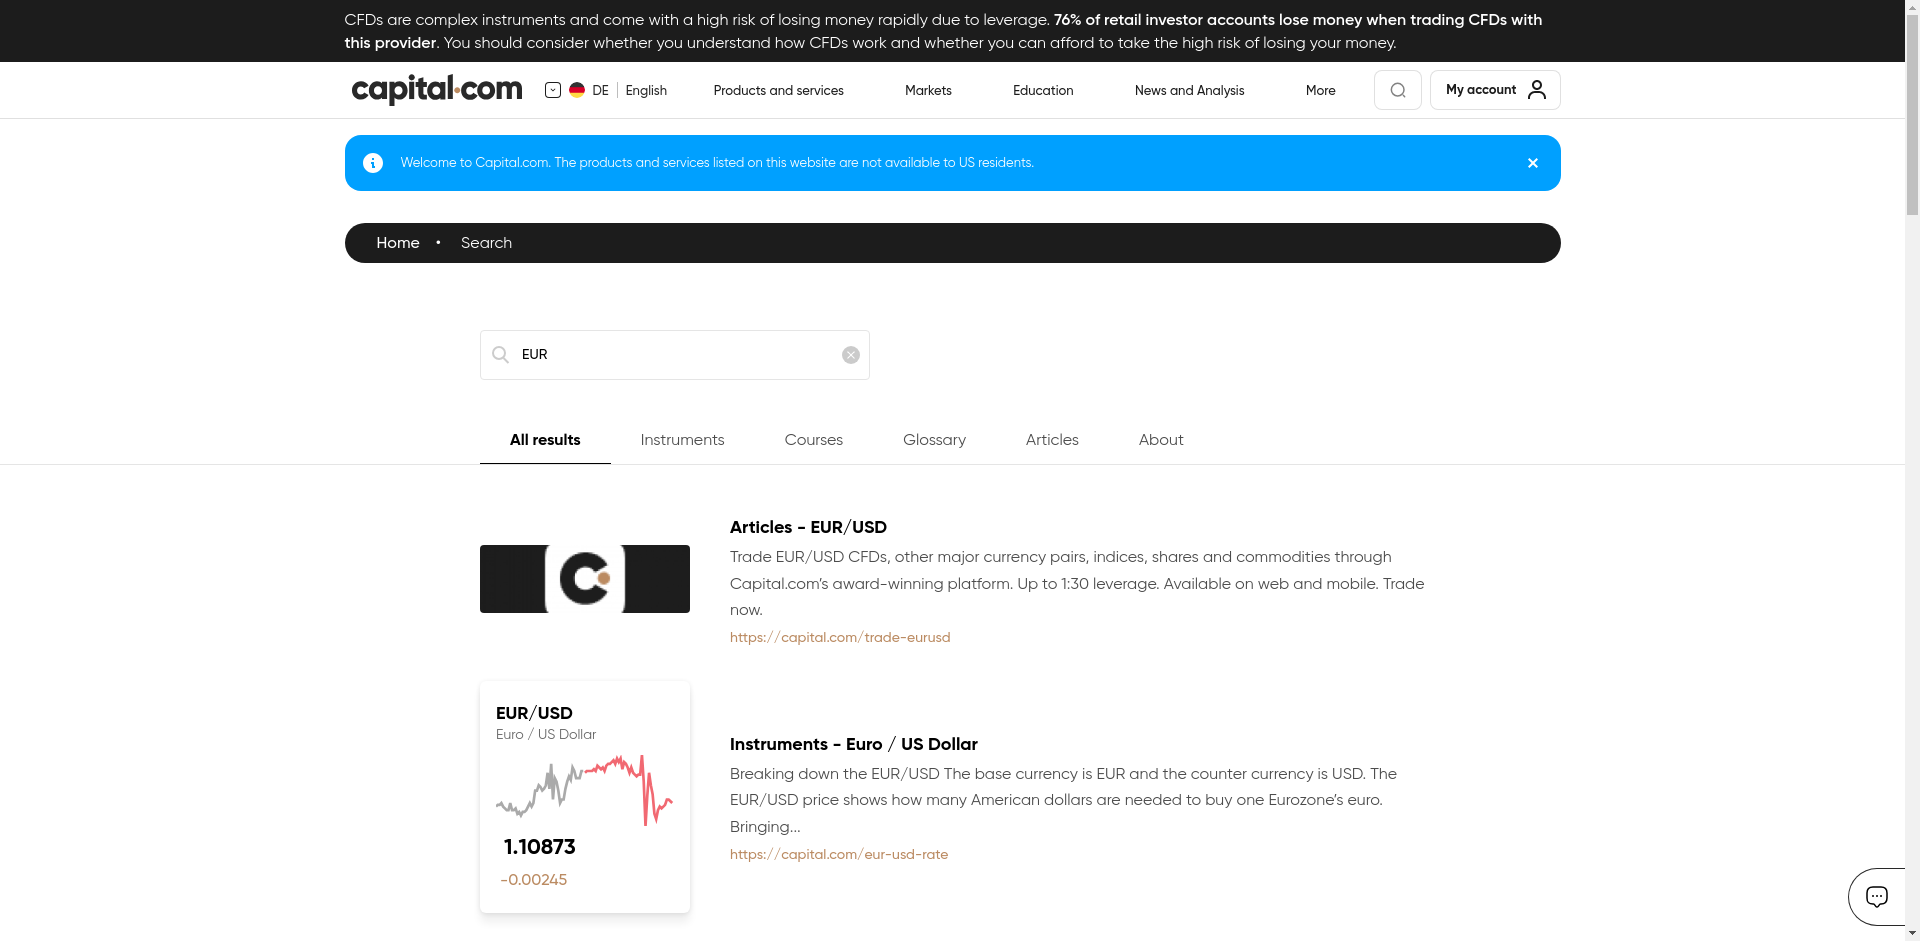 CFDs are complex instruments and come with a high risk of losing money rapidly due to leverage. 76% of retail investor accounts lose money when trading CFDs with
this provider. You should consider whether you understand how CFDs work and whether you can afford to take the high risk of losing your money.
capital.com DE English Products and services Markets Education News and Analysis More My account
Welcome to Capital.com. The products and services listed on this website are not available to US residents.
Home • Search
EUR
All results Instruments Courses Glossary Articles About
Articles - EUR/USD
Trade EUR/USD CFDs, other major currency pairs, indices, shares and commodities through
Capital.com’s award-winning platform. Up to 1:30 leverage. Available on web and mobile. Trade
now.
https://capital.com/trade-eurusd
EUR/USD
Euro / US Dollar
1.10873
-0.00245
Instruments - Euro / US Dollar
Breaking down the EUR/USD The base currency is EUR and the counter currency is USD. The
EUR/USD price shows how many American dollars are needed to buy one Eurozone’s euro.
Bringing...
https://capital.com/eur-usd-rate